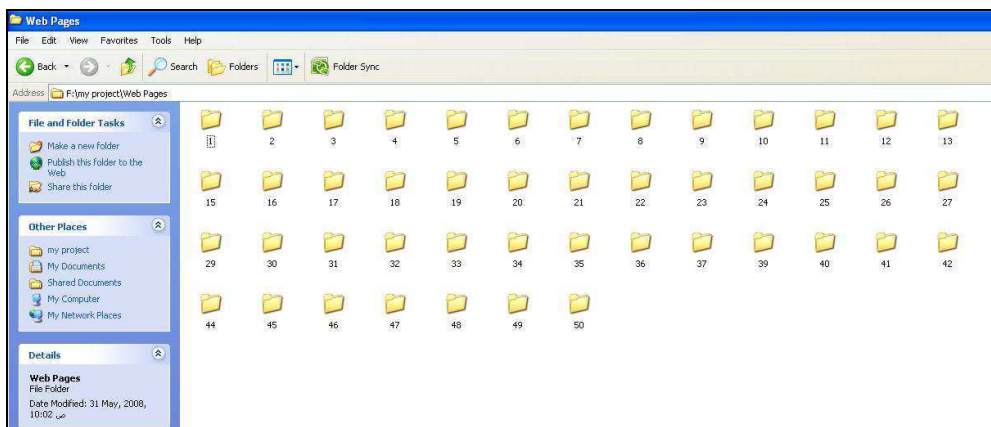 Web Pages
File Edit View Favorites Tools Help
Back Search Folders Folder Sync
Address F:\my project\Web Pages
File and Folder Tasks
Make a new folder
Publish this folder to the
Web
Share this folder
Other Places
my project
My Documents
Shared Documents
My Computer
My Network Places
Details
Web Pages
File Folder
Date Modified: 31 May, 2008,
10:02 ص
1 2 3 4 5 6 7 8 9 10 11 12 13
15 16 17 18 19 20 21 22 23 24 25 26 27
29 30 31 32 33 34 35 36 37 39 40 41 42
44 45 46 47 48 49 50